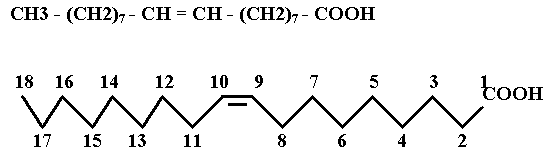 CH3 - (CH2)₇ - CH = CH - (CH2)₇ - COOH
18 16 14 12 10 9 7 5 3 1
COOH
17 15 13 11 8 6 4 2